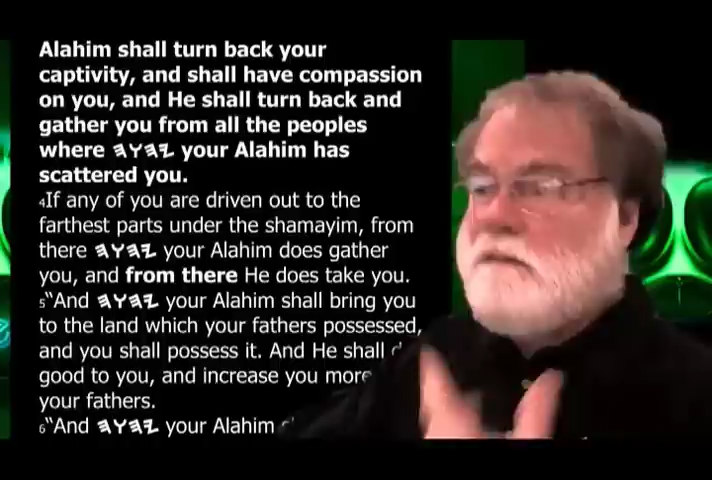 Alahim shall turn back your
captivity, and shall have compassion
on you, and He shall turn back and
gather you from all the peoples
where 𐤉𐤄𐤅𐤄 your Alahim has
scattered you.
4If any of you are driven out to the
farthest parts under the shamayim, from
there 𐤉𐤄𐤅𐤄 your Alahim does gather
you, and from there He does take you.
5“And 𐤉𐤄𐤅𐤄 your Alahim shall bring you
to the land which your fathers possessed,
and you shall possess it. And He shall
good to you, and increase you more
your fathers.
6“And 𐤉𐤄𐤅𐤄 your Alahim